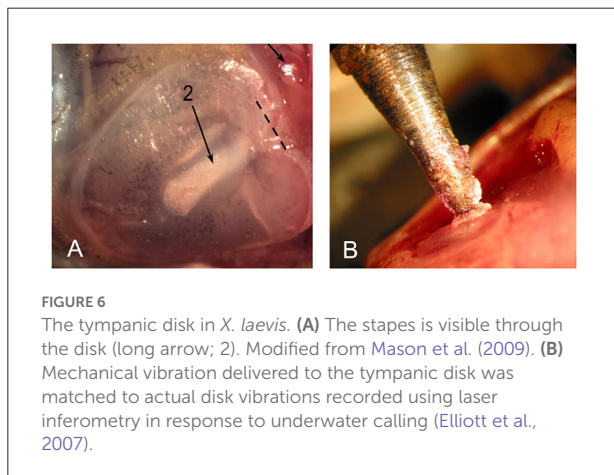 2
A
B
FIGURE 6
The tympanic disk in X. laevis. (A) The stapes is visible through
the disk (long arrow; 2). Modified from Mason et al. (2009). (B)
Mechanical vibration delivered to the tympanic disk was
matched to actual disk vibrations recorded using laser
inferometry in response to underwater calling (Elliott et al.,
2007).